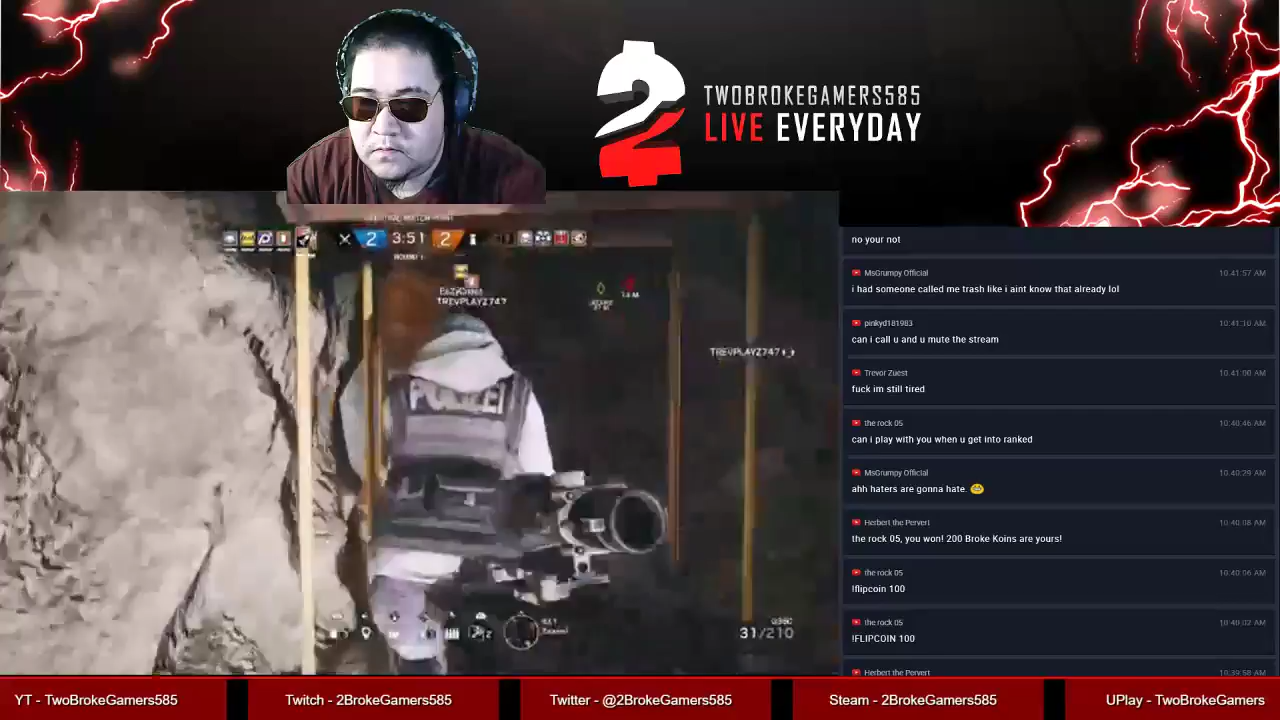 TWOBROKEGAMERS585
LIVE EVERYDAY
2 3:51 2
TREVPLAYZ747
TREVPLAYZ747
POLICE
31/210
no your not
MsGrumpy Official 10:41:57 AM
i had someone called me trash like i aint know that already lol
pinkyd181983 10:41:10 AM
can i call u and u mute the stream
Trevor Zuest 10:41:00 AM
fuck im still tired
the rock 05 10:40:46 AM
can i play with you when u get into ranked
MsGrumpy Official 10:40:29 AM
ahh haters are gonna hate.
Herbert the Pervert 10:40:08 AM
the rock 05, you won! 200 Broke Koins are yours!
the rock 05 10:40:06 AM
!flipcoin 100
the rock 05 10:40:02 AM
!FLIPCOIN 100
Herbert the Pervert 10:39:58 AM
YT - TwoBrokeGamers585
Twitch - 2BrokeGamers585
Twitter - @2BrokeGamers585
Steam - 2BrokeGamers585
UPlay - TwoBrokeGamers